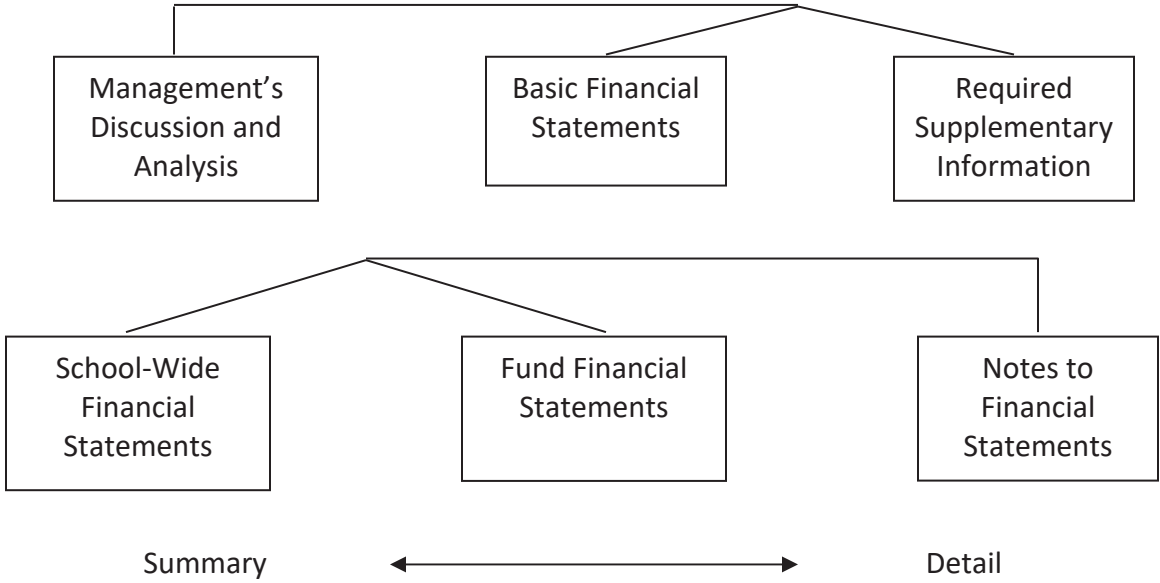 Management’s
Discussion and
Analysis
Basic Financial
Statements
Required
Supplementary
Information
School-Wide
Financial
Statements
Fund Financial
Statements
Notes to
Financial
Statements
Summary
Detail